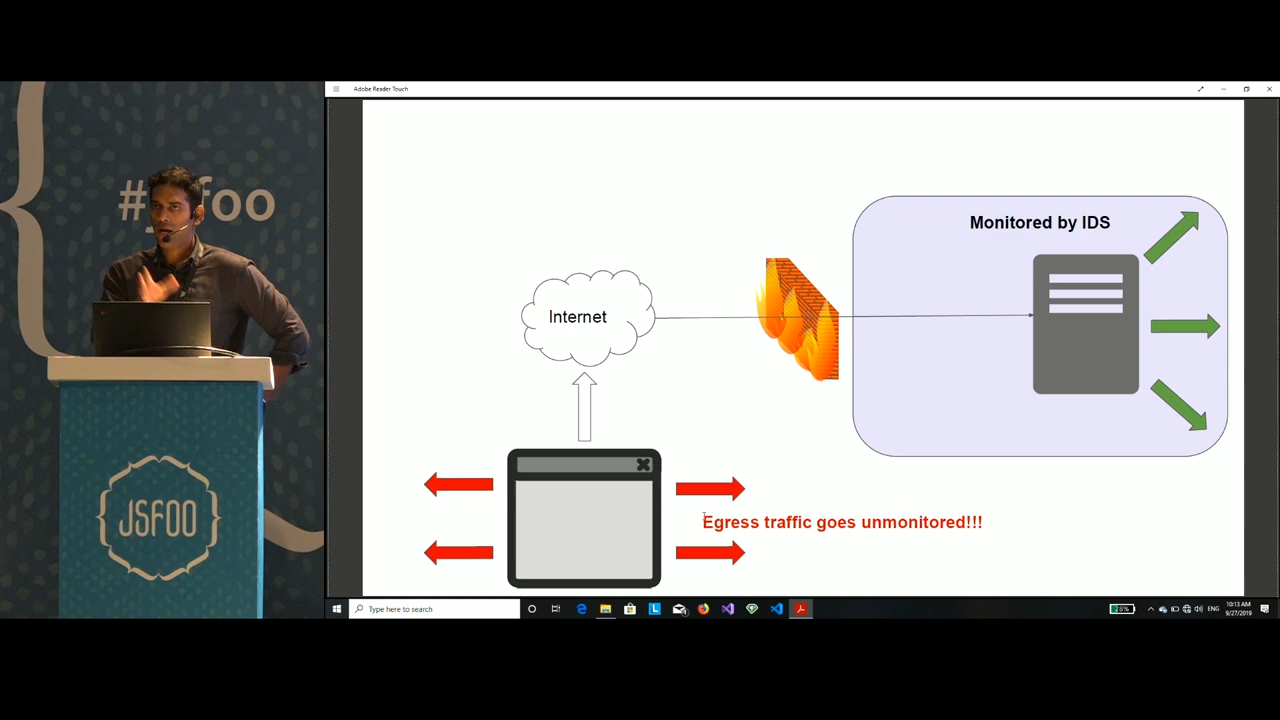 Adobe Reader Touch
#jsfoo
Monitored by IDS
Internet
Egress traffic goes unmonitored!!!
JSFOO
Type here to search
28%
ENG
10:13 AM
9/27/2019